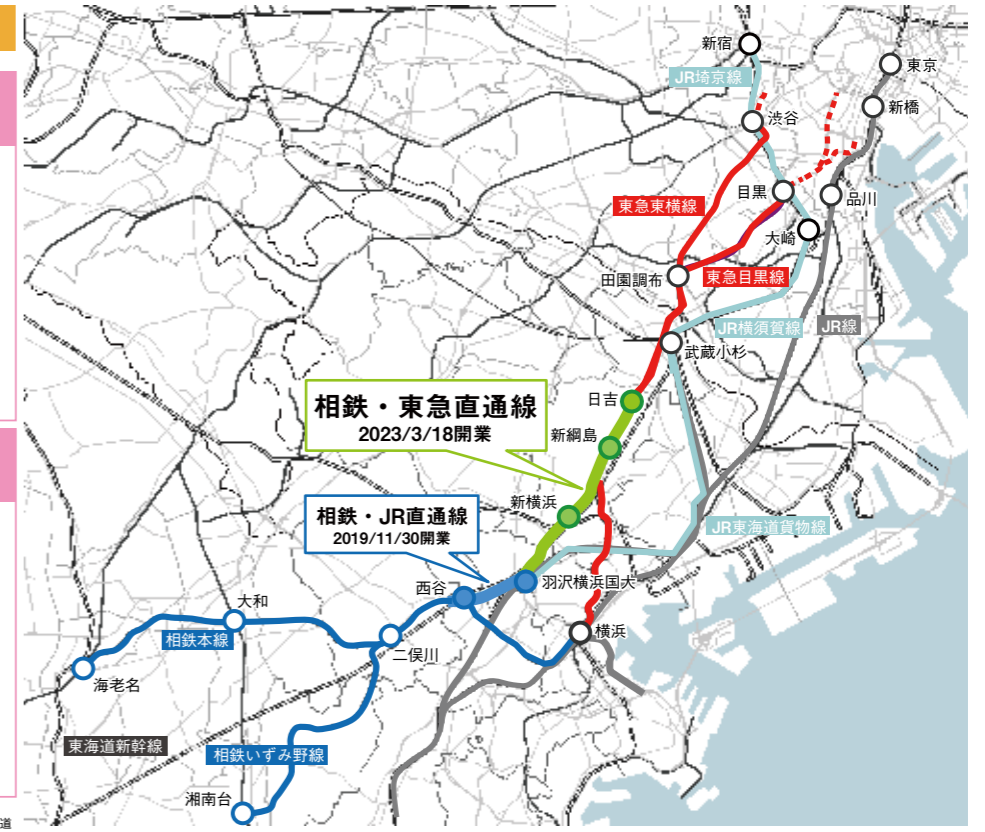 新宿
東京
JR埼京線
新橋
渋谷
目黒
品川
東急東横線
大崎
田園調布
東急目黒線
JR横須賀線
JR線
武蔵小杉
相鉄・東急直通線
2023/3/18開業
日吉
新綱島
新横浜
相鉄・JR直通線
2019/11/30開業
JR東海道貨物線
西谷
羽沢横浜国大
大和
相鉄本線
二俣川
横浜
海老名
東海道新幹線
相鉄いずみ野線
湘南台
道